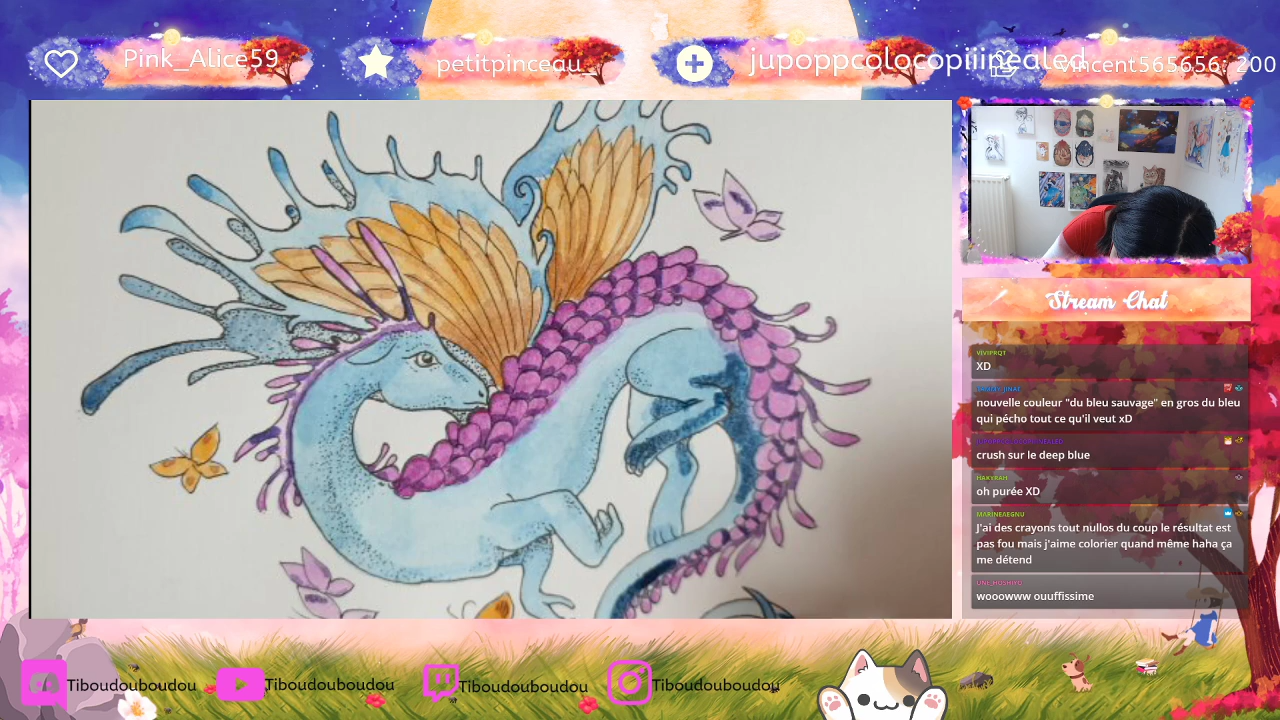 Pink_Alice59
petitpinceau
jupoppcolocopiiinealed
vincent565656: 200
Stream Chat
VIVIPRQT
XD
nouvelle couleur "du bleu sauvage" en gros du bleu
qui pécho tout ce qu'il veut xD
crush sur le deep blue
HAKYRAH
oh purée XD
MARINEAEGNU
J'ai des crayons tout nullos du coup le résultat est
pas fou mais j'aime colorier quand même haha ça
me détend
UNE_HOSHIYU
wooowww ouuffissime
Tiboudouboudou
Tiboudouboudou
Tiboudouboudou
Tiboudouboudou